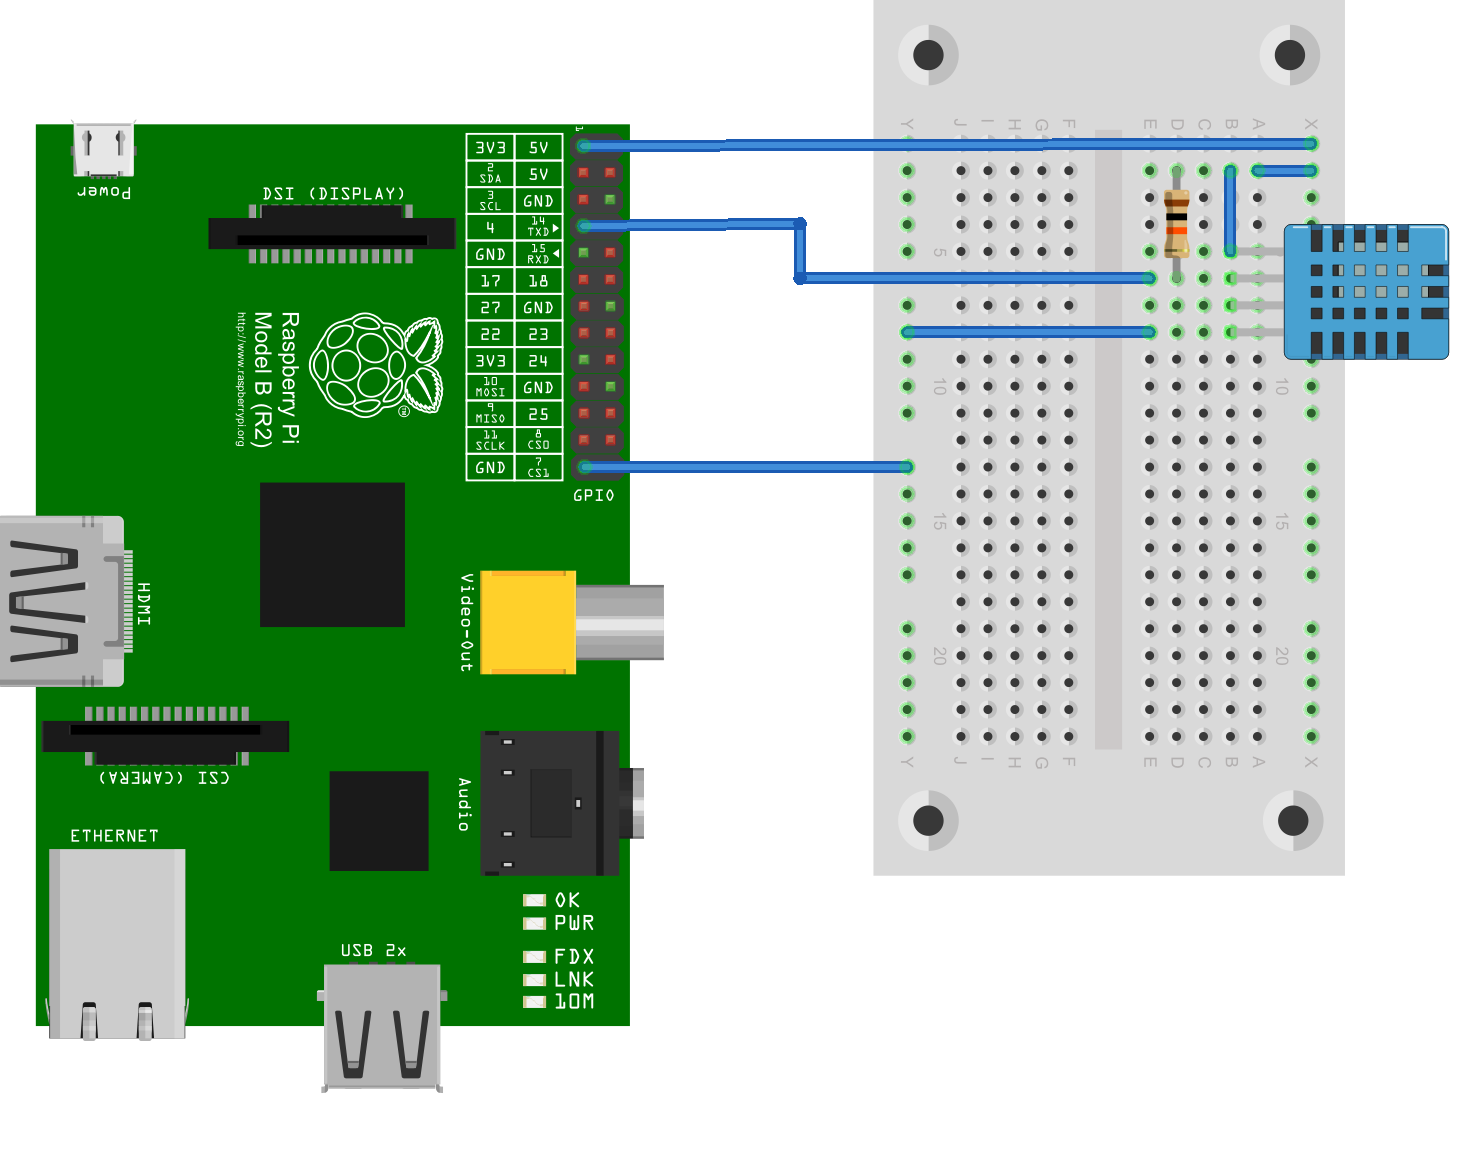 Power
DSI (DISPLAY)
1
3V3 5V
2 SDA 5V
3 SCL GND
4 14 TXD
GND 15 RXD
17 18
27 GND
22 23
3V3 24
10 MOSI GND
9 MISO 25
11 SCLK 8 CS0
GND 7 CS1
GPIO
Raspberry Pi
Model B (R2)
http://www.raspberrypi.org
TM
HDMI
Video-Out
CSI (CAMERA)
Audio
ETHERNET
OK
PWR
FDX
LNK
10M
USB 2x
Y J I H G F E D C B A X
5
10 10
15 15
20 20
Y J I H G F E D C B A X